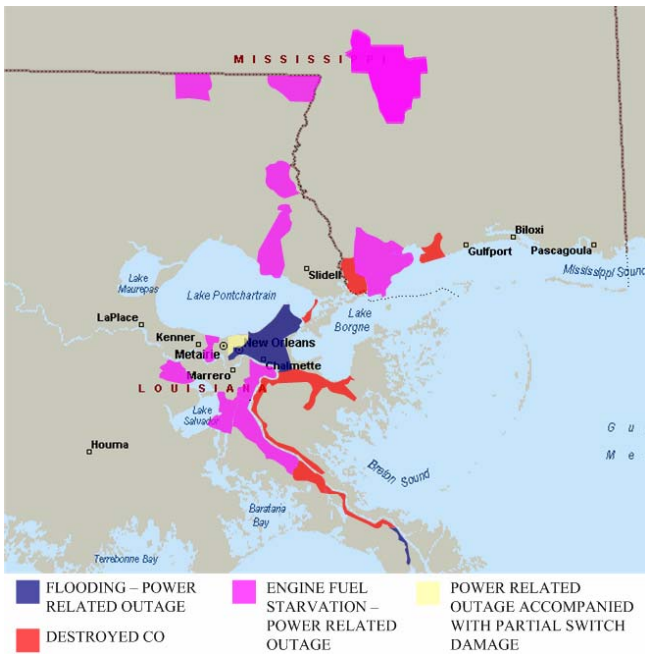 MISSISSIPPI
Biloxi
Gulfport
Pascagoula
Mississippi Sound
Slidell
Lake
Maurepas
Lake Pontchartrain
Lake
Borgne
LaPlace
Kenner
New Orleans
Metairie
Chalmette
Marrero
LOUISIANA
Lake
Salvador
Houma
G u
M e
Breton Sound
Barataria
Bay
Terrebonne Bay
FLOODING – POWER
RELATED OUTAGE
DESTROYED CO
ENGINE FUEL
STARVATION –
POWER RELATED
OUTAGE
POWER RELATED
OUTAGE ACCOMPANIED
WITH PARTIAL SWITCH
DAMAGE